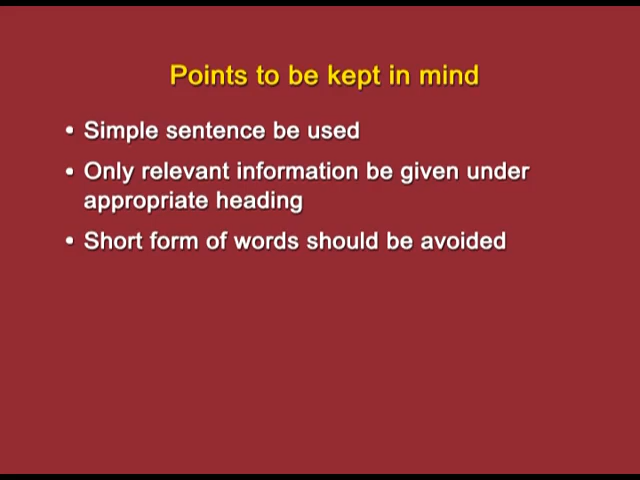 Points to be kept in mind
• Simple sentence be used
• Only relevant information be given under
appropriate heading
• Short form of words should be avoided